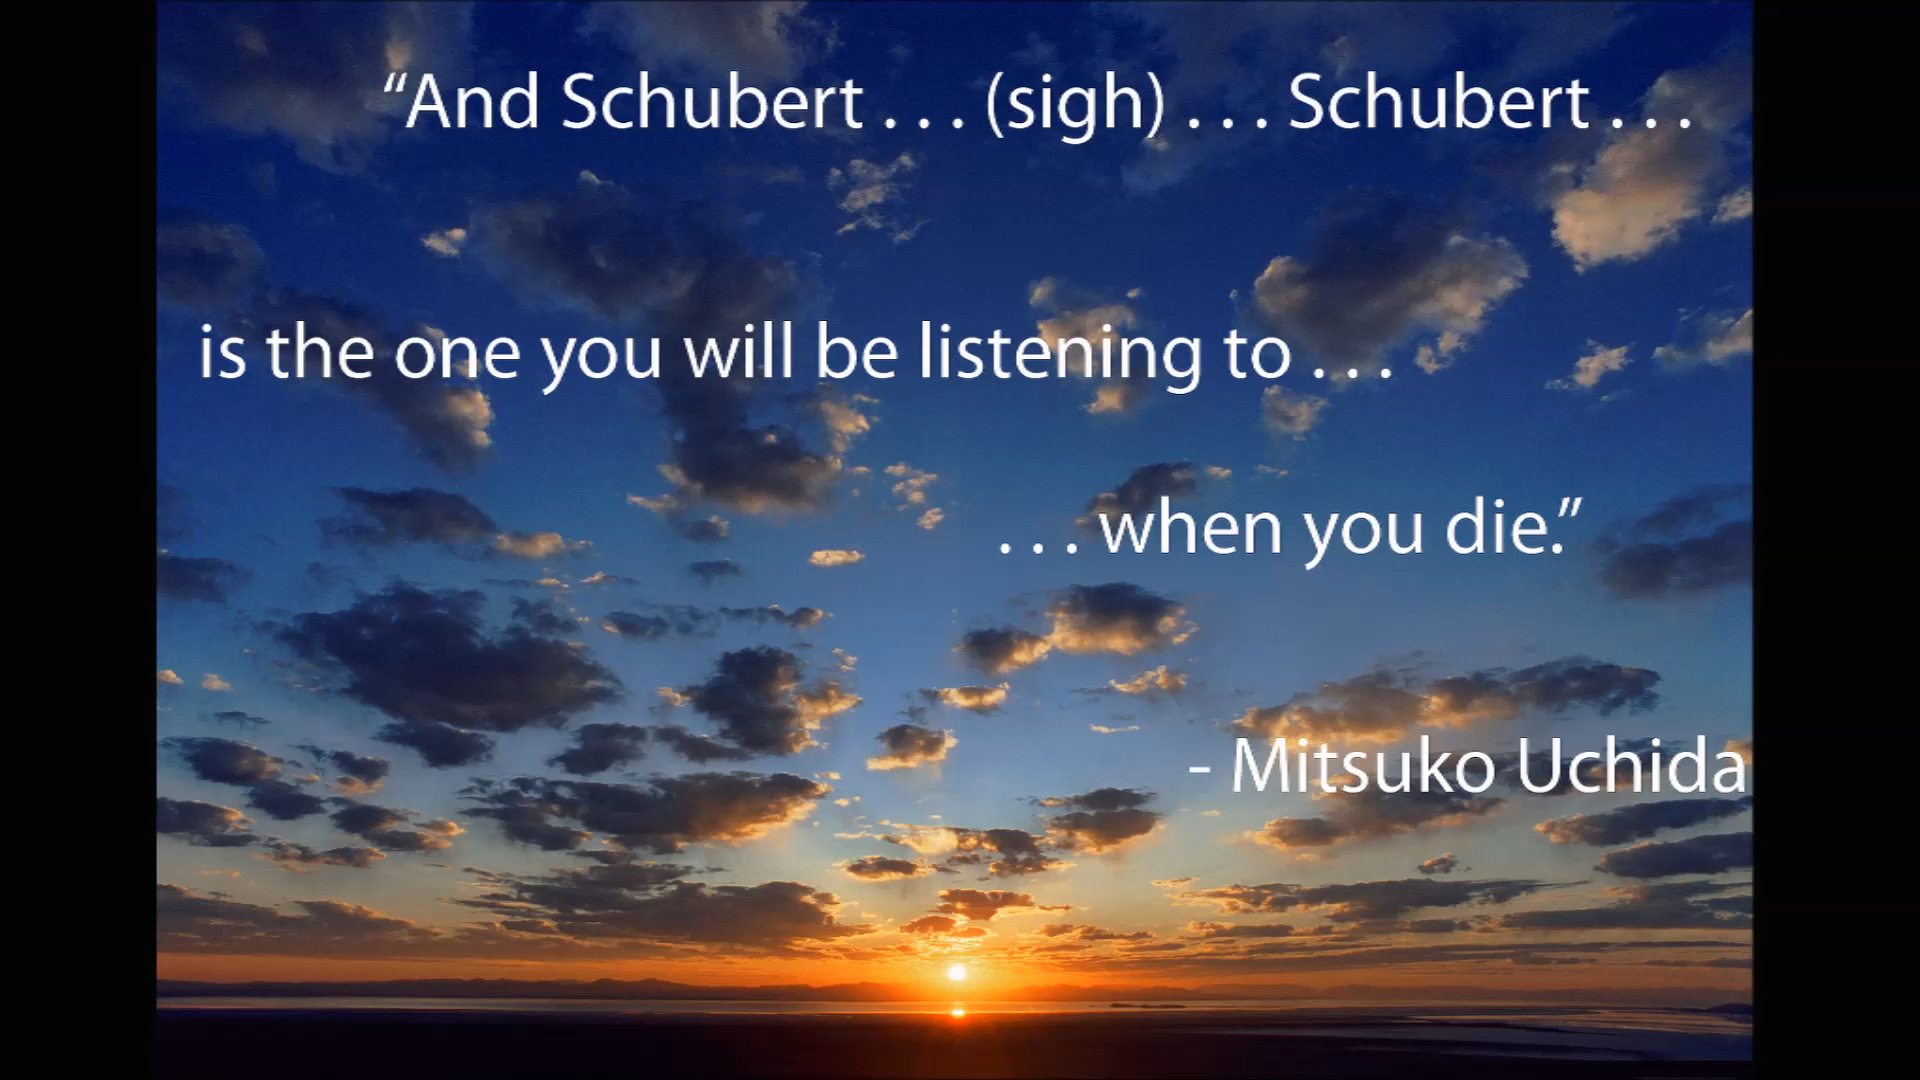 “And Schubert . . . (sigh) . . . Schubert . . .
is the one you will be listening to . . .
. . . when you die.”
- Mitsuko Uchida